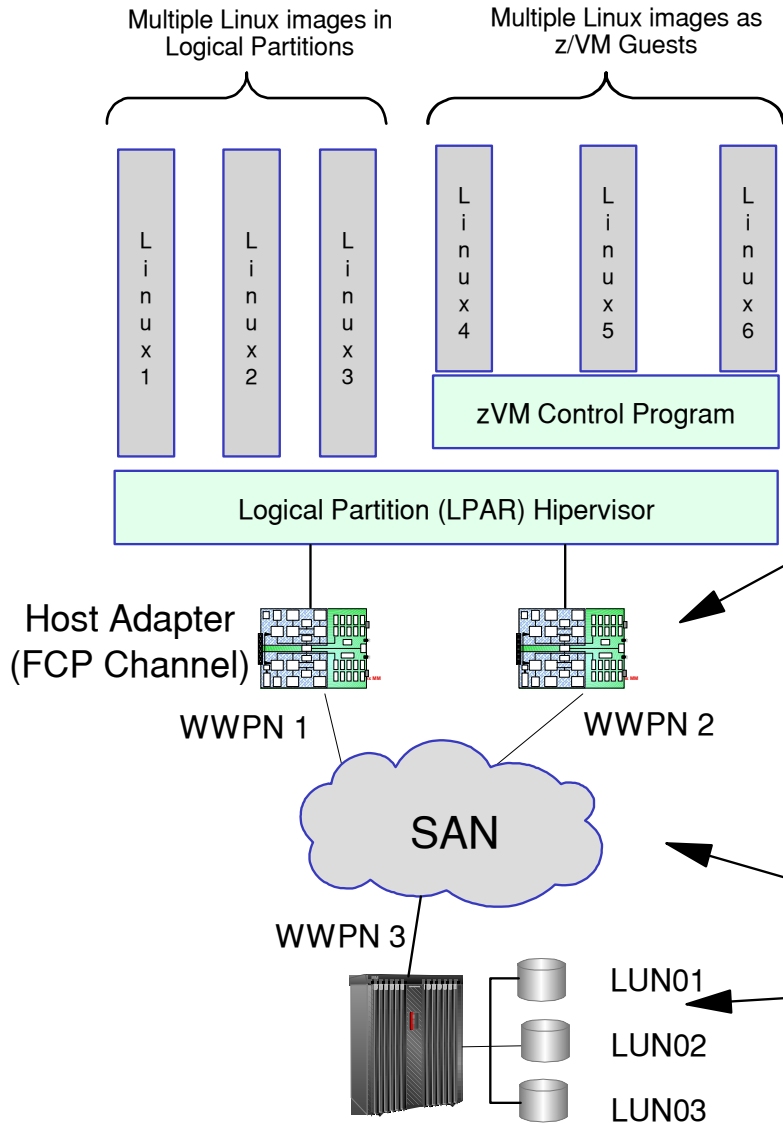 Multiple Linux images in
Logical Partitions
Multiple Linux images as
z/VM Guests
Linux1
Linux2
Linux3
Linux4
Linux5
Linux6
zVM Control Program
Logical Partition (LPAR) Hipervisor
Host Adapter
(FCP Channel)
WWPN 1
WWPN 2
SAN
WWPN 3
LUN01
LUN02
LUN03